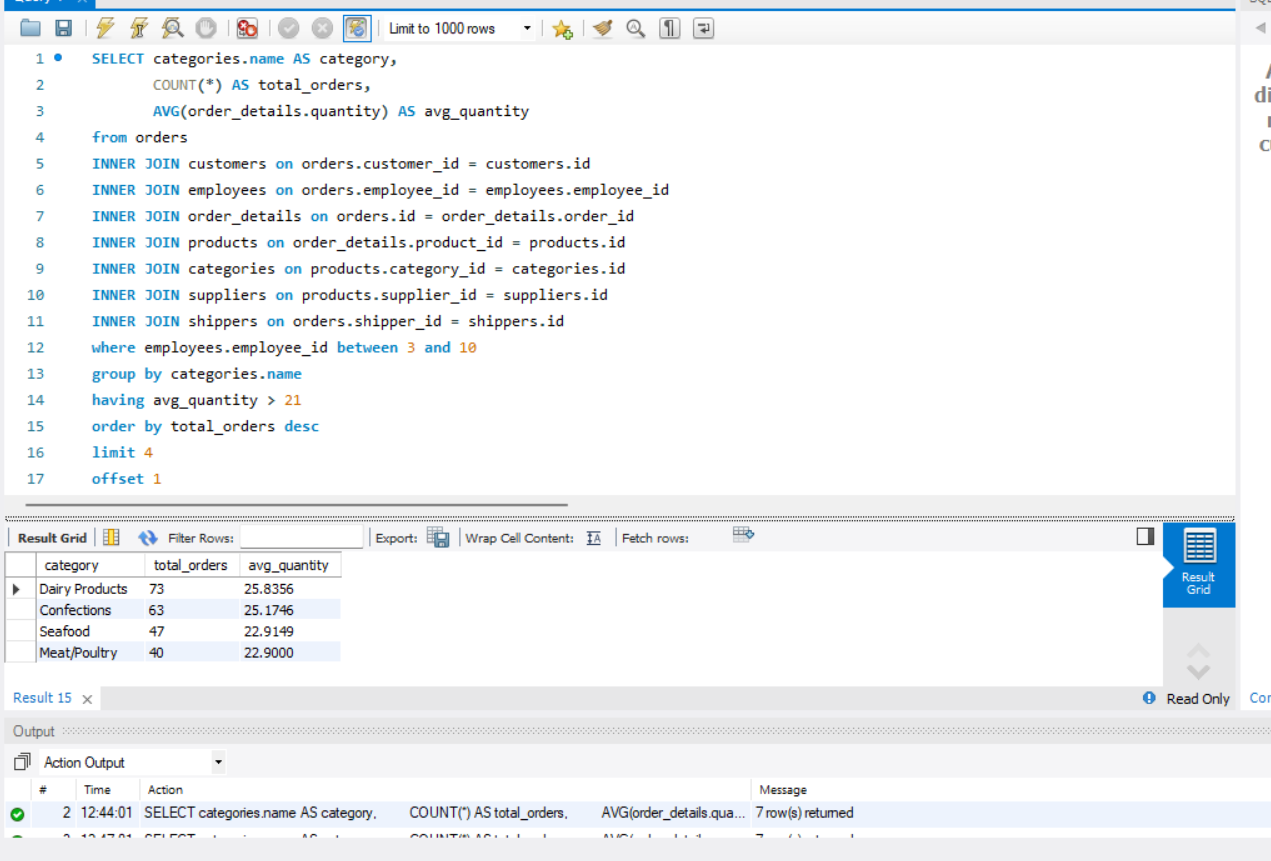 Limit to 1000 rows
1 SELECT categories.name AS category,
2 COUNT(*) AS total_orders,
3 AVG(order_details.quantity) AS avg_quantity
4 from orders
5 INNER JOIN customers on orders.customer_id = customers.id
6 INNER JOIN employees on orders.employee_id = employees.employee_id
7 INNER JOIN order_details on orders.id = order_details.order_id
8 INNER JOIN products on order_details.product_id = products.id
9 INNER JOIN categories on products.category_id = categories.id
10 INNER JOIN suppliers on products.supplier_id = suppliers.id
11 INNER JOIN shippers on orders.shipper_id = shippers.id
12 where employees.employee_id between 3 and 10
13 group by categories.name
14 having avg_quantity > 21
15 order by total_orders desc
16 limit 4
17 offset 1
Result Grid Filter Rows: Export: Wrap Cell Content: Fetch rows:
category total_orders avg_quantity
Dairy Products 73 25.8356
Confections 63 25.1746
Seafood 47 22.9149
Meat/Poultry 40 22.9000
Result Grid
Result 15 Read Only
Output
Action Output
# Time Action Message
2 12:44:01 SELECT categories.name AS category, COUNT(*) AS total_orders, AVG(order_details.qua... 7 row(s) returned